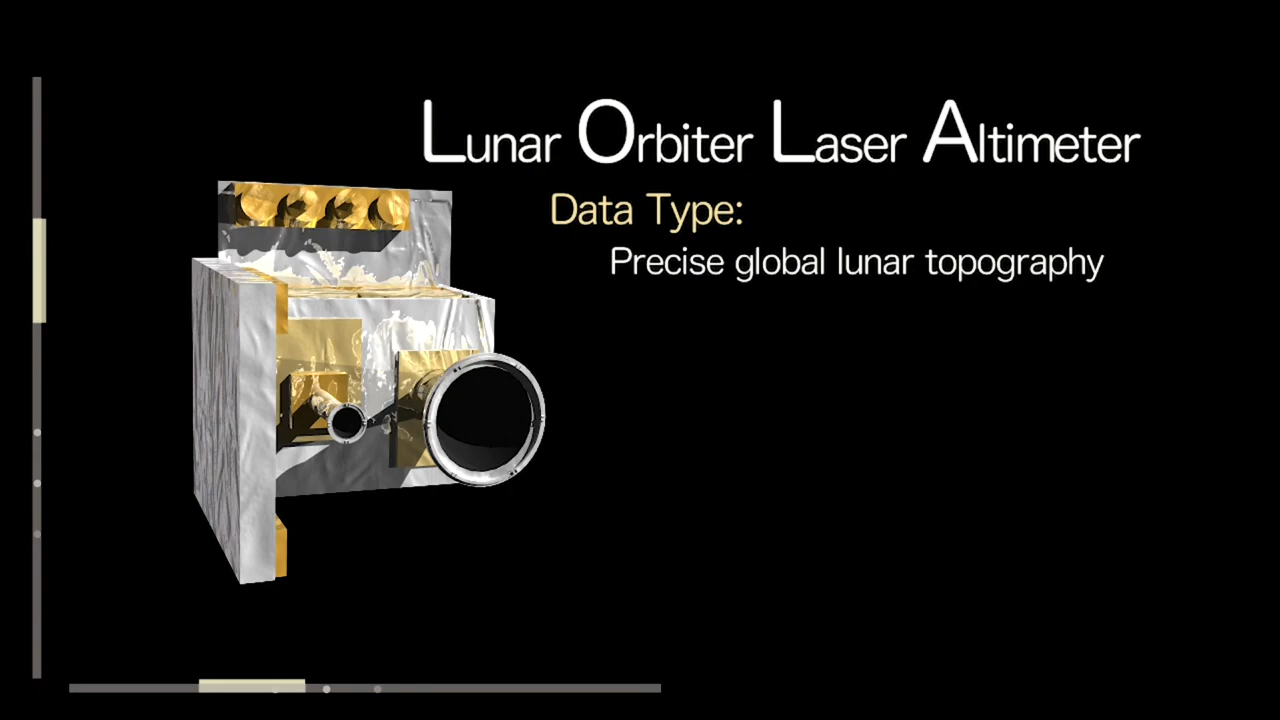 Lunar Orbiter Laser Altimeter
Data Type:
Precise global lunar topography